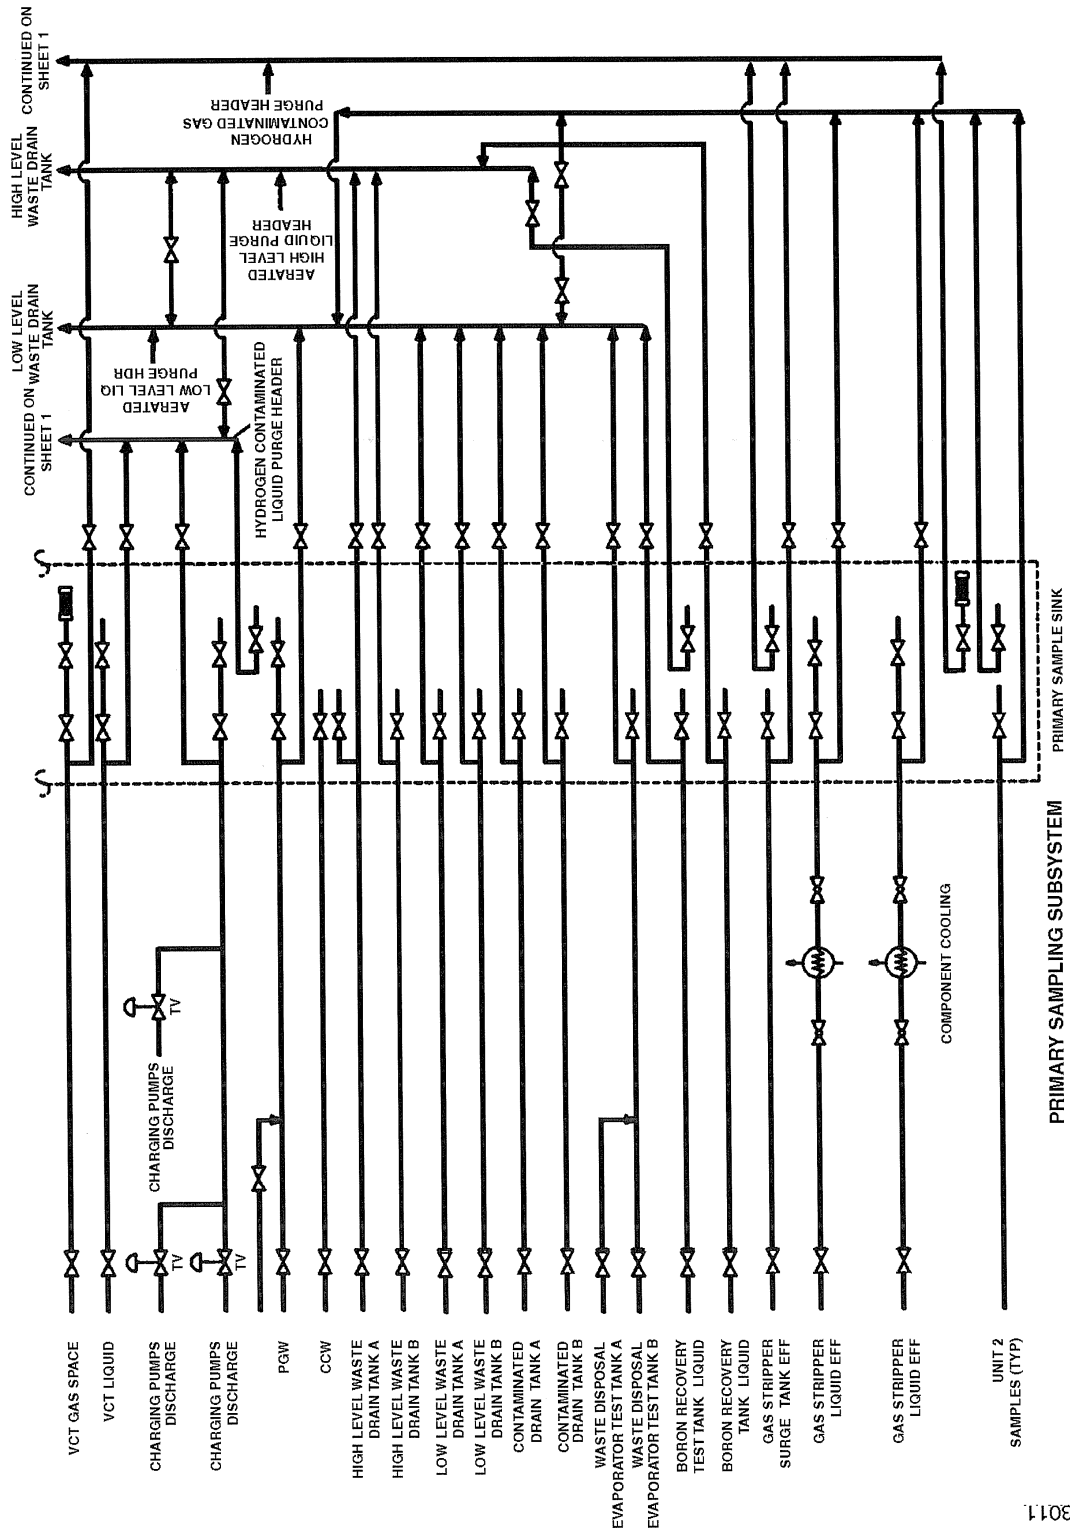 CONTINUED ON
SHEET 1
HIGH LEVEL
WASTE DRAIN
TANK
LOW LEVEL
WASTE DRAIN
TANK
CONTINUED ON
SHEET 1
HYDROGEN
CONTAMINATED GAS
PURGE HEADER
AERATED
HIGH LEVEL
LIQUID PURGE
HEADER
AERATED
LOW LEVEL LIQ
PURGE HDR
HYDROGEN CONTAMINATED
LIQUID PURGE HEADER
PRIMARY SAMPLE SINK
COMPONENT COOLING
PRIMARY SAMPLING SUBSYSTEM
TV
CHARGING PUMPS
DISCHARGE
TV
TV
VCT GAS SPACE
VCT LIQUID
CHARGING PUMPS
DISCHARGE
CHARGING PUMPS
DISCHARGE
PGW
CCW
HIGH LEVEL WASTE
DRAIN TANK A
HIGH LEVEL WASTE
DRAIN TANK B
LOW LEVEL WASTE
DRAIN TANK A
LOW LEVEL WASTE
DRAIN TANK B
CONTAMINATED
DRAIN TANK A
CONTAMINATED
DRAIN TANK B
WASTE DISPOSAL
EVAPORATOR TEST TANK A
WASTE DISPOSAL
EVAPORATOR TEST TANK B
BORON RECOVERY
TEST TANK LIQUID
BORON RECOVERY
TANK LIQUID
GAS STRIPPER
SURGE TANK EFF
GAS STRIPPER
LIQUID EFF
GAS STRIPPER
LIQUID EFF
UNIT 2
SAMPLES (TYP)
3011